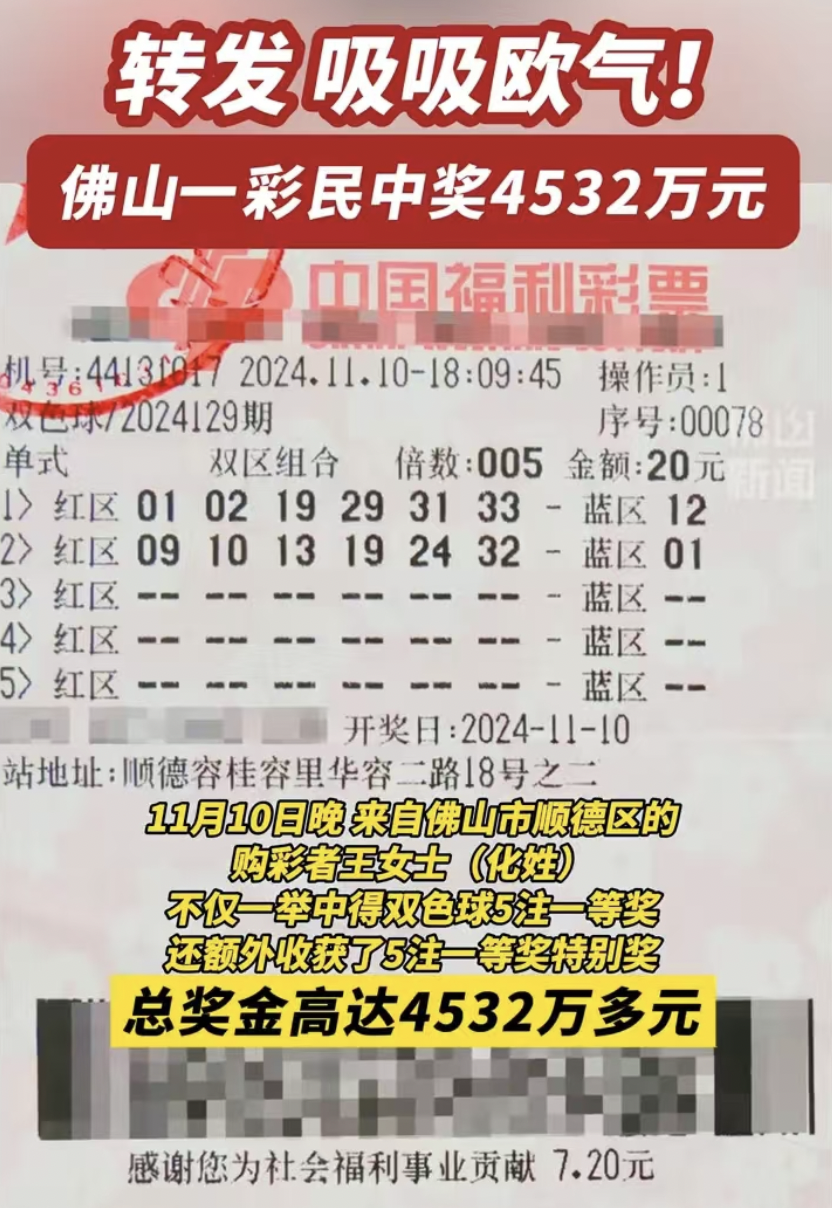 转发 吸吸欧气!
佛山一彩民中奖4532万元
中国福利彩票
机号:44131017 2024.11.10-18:09:45 操作员:1
双色球/2024129期 序号:00078
单式 双区组合 倍数:005 金额:20元
1> 红区 01 02 19 29 31 33 - 蓝区 12
2> 红区 09 10 13 19 24 32 - 蓝区 01
3> 红区 -- -- -- -- -- -- - 蓝区 --
4> 红区 -- -- -- -- -- -- - 蓝区 --
5> 红区 -- -- -- -- -- -- - 蓝区 --
开奖日:2024-11-10
站地址:顺德容桂容里华容二路18号之二
11月10日晚 来自佛山市顺德区的
购彩者王女士（化姓）
不仅一举中得双色球5注一等奖
还额外收获了5注一等奖特别奖
总奖金高达4532万多元
感谢您为社会福利事业贡献 7.20元
佛山
新闻